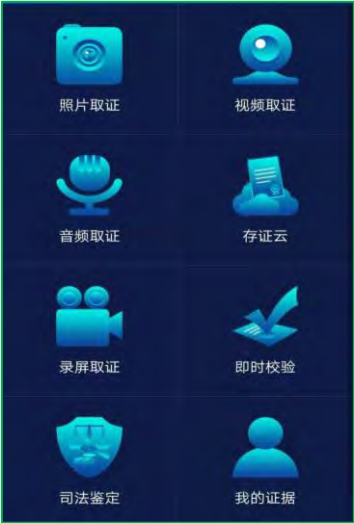 照片取证
视频取证
音频取证
存证云
录屏取证
即时校验
司法鉴定
我的证据